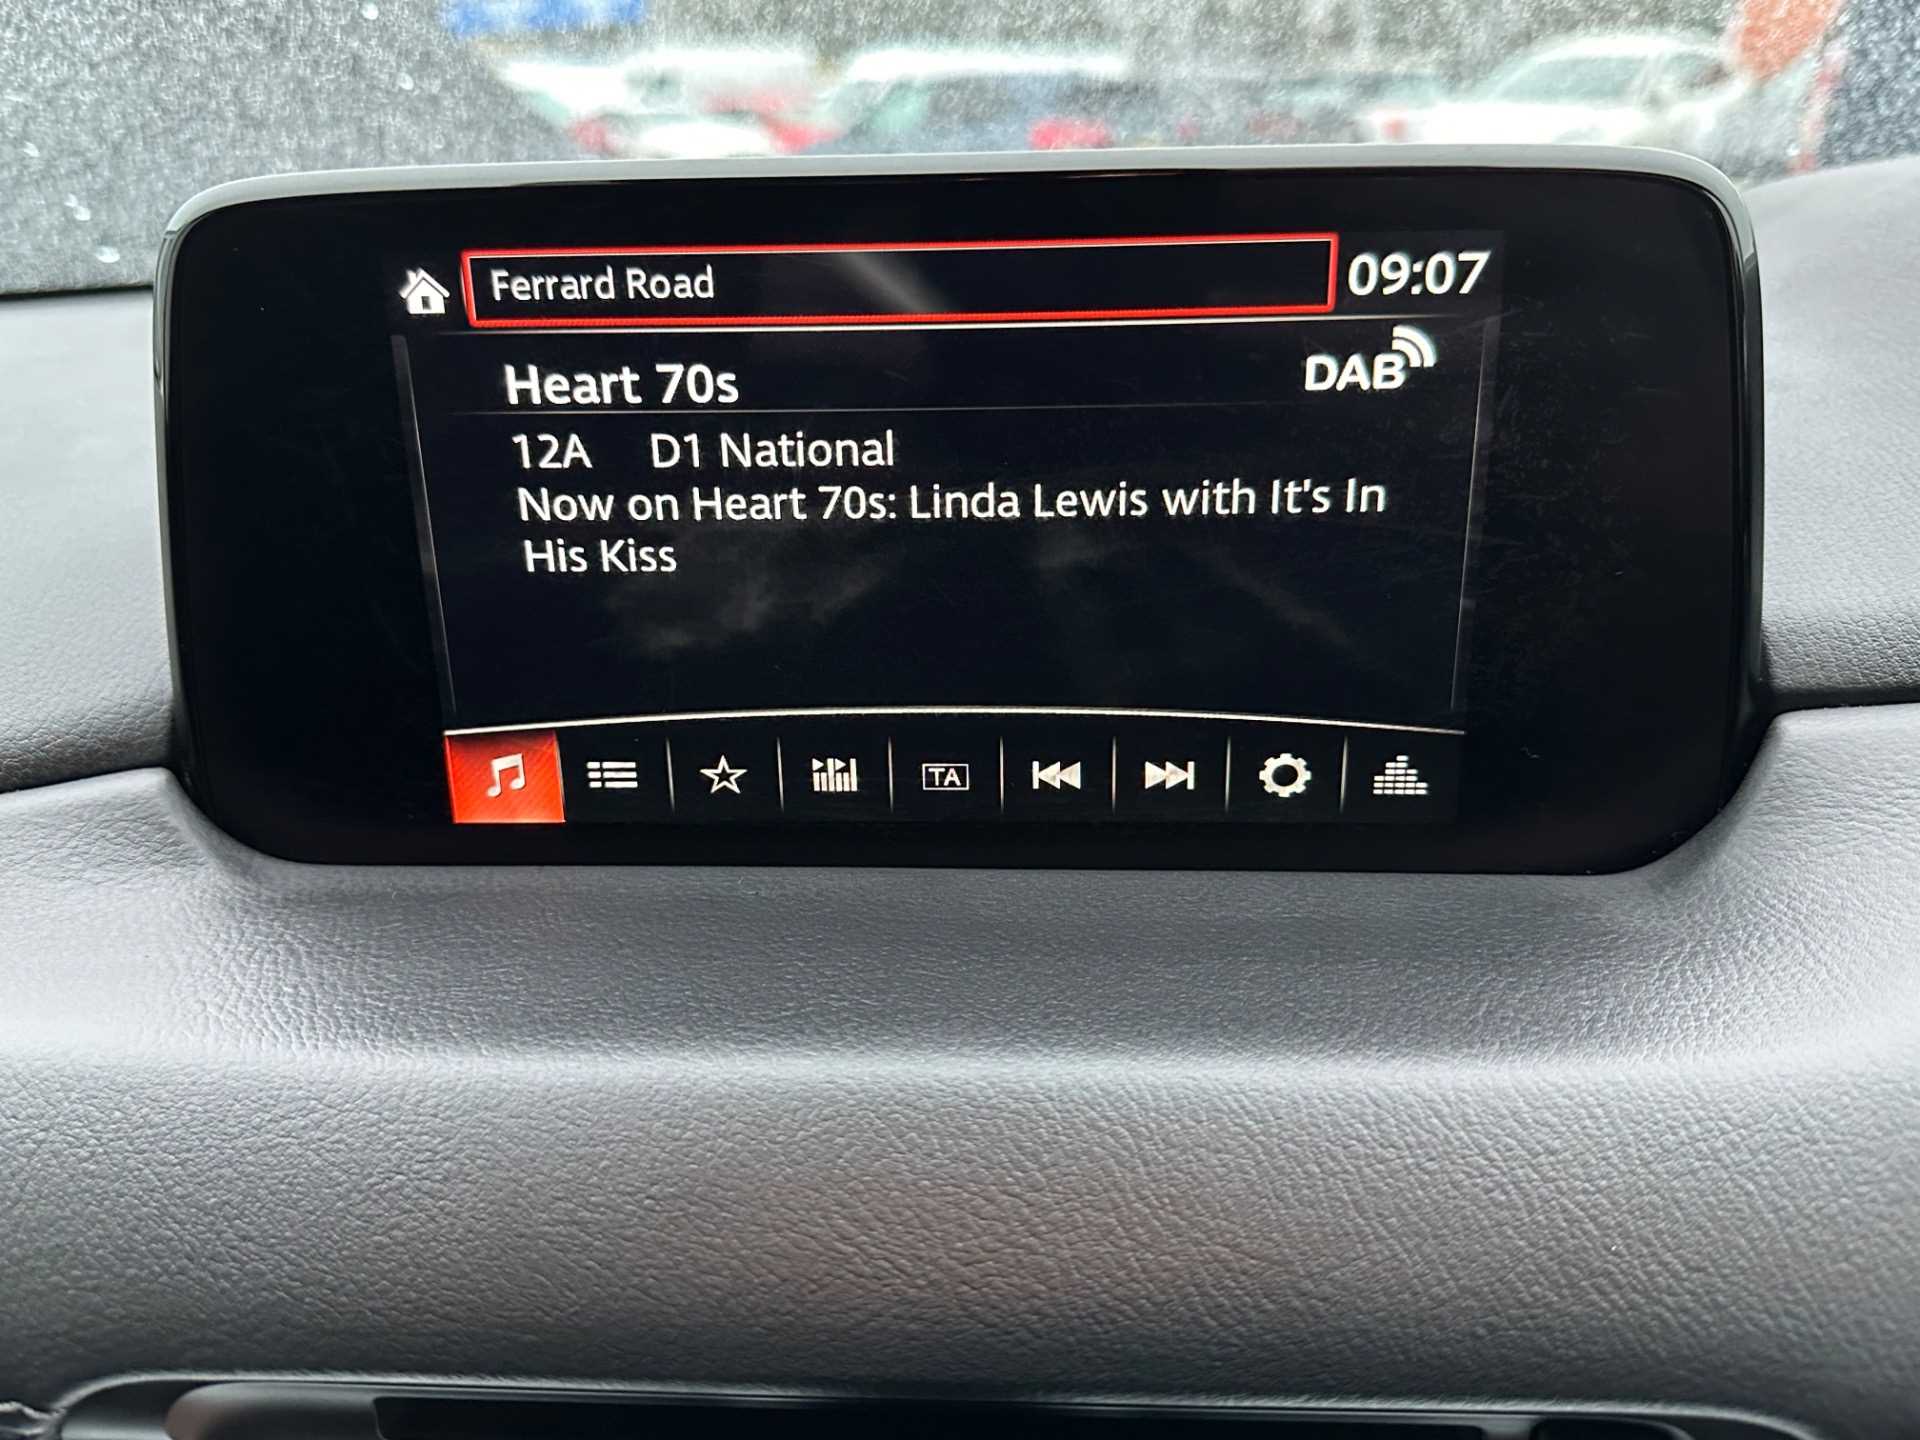 Ferrard Road 09:07
Heart 70s DAB
12A D1 National
Now on Heart 70s: Linda Lewis with It's In
His Kiss
TA